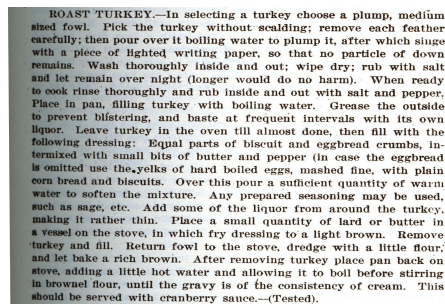 ROAST TURKEY.—In selecting a turkey choose a plump, medium
sized fowl. Pick the turkey without scalding; remove each feather
carefully; then pour over it boiling water to plump it, after which singe
with a piece of lighted writing paper, so that no particle of down
remains. Wash thoroughly inside and out; wipe dry; rub with salt
and let remain over night (longer would do no harm). When ready
to cook rinse thoroughly and rub inside and out with salt and pepper.
Place in pan, filling turkey with boiling water. Grease the outside
to prevent blistering, and baste at frequent intervals with its own
liquor. Leave turkey in the oven till almost done, then fill with the
following dressing: Equal parts of biscuit and eggbread crumbs, in-
termixed with small bits of butter and pepper (in case the eggbread
is omitted use the yelks of hard boiled eggs, mashed fine, with plain
corn bread and biscuits. Over this pour a sufficient quantity of warm
water to soften the mixture. Any prepared seasoning may be used,
such as sage, etc. Add some of the liquor from around the turkey,
making it rather thin. Place a small quantity of lard or butter in
a vessel on the stove, in which fry dressing to a light brown. Remove
turkey and fill. Return fowl to the stove, dredge with a little flour,
and let bake a rich brown. After removing turkey place pan back on
stove, adding a little hot water and allowing it to boil before stirring
in brownel flour, until the gravy is of the consistency of cream. This
should be served with cranberry sauce.—(Tested).